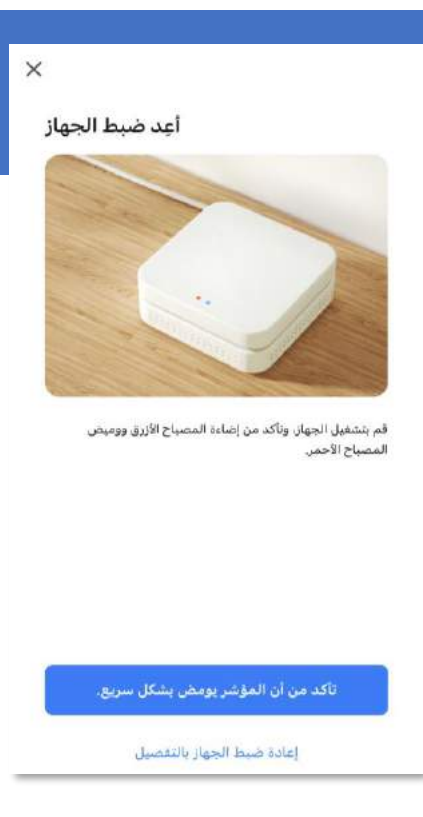 أعِد ضبط الجهاز
قم بتشغيل الجهاز، وتأكد من إضاءة المصباح الأزرق ووميض
المصباح الأحمر.
تأكد من أن المؤشر يومض بشكل سريع.
إعادة ضبط الجهاز بالتفصيل